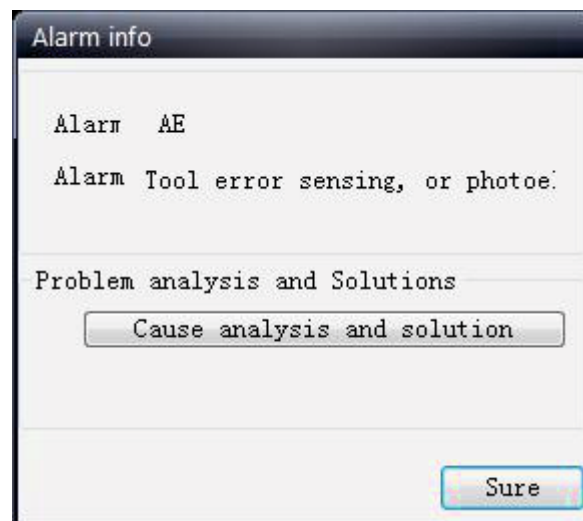 Alarm info
Alarm AE
Alarm Tool error sensing, or photoe
Problem analysis and Solutions
Cause analysis and solution
Sure